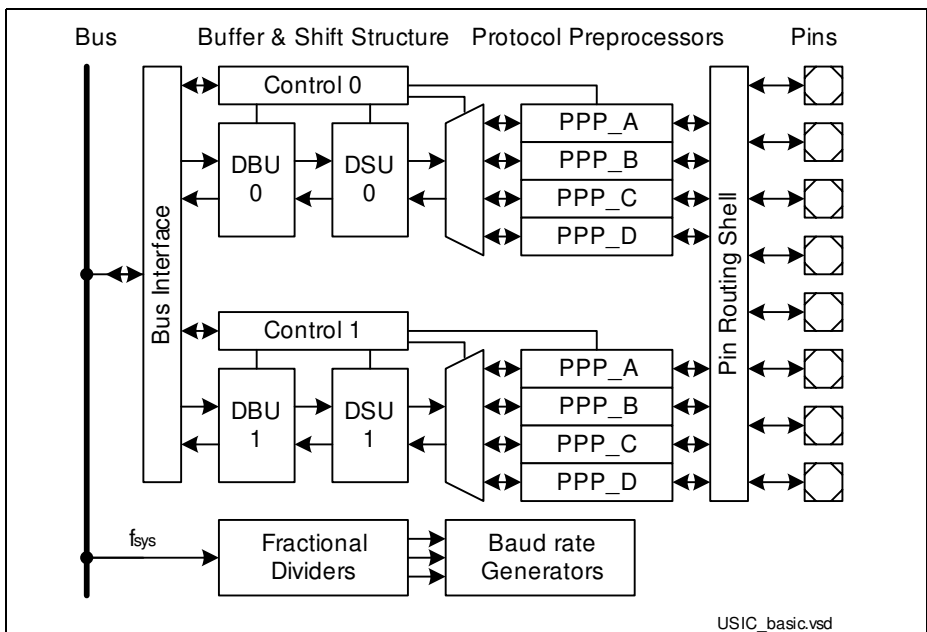 Bus
Buffer & Shift Structure
Protocol Preprocessors
Pins
Bus Interface
Control 0
DBU
0
DSU
0
PPP_A
PPP_B
PPP_C
PPP_D
Pin Routing Shell
Control 1
DBU
1
DSU
1
PPP_A
PPP_B
PPP_C
PPP_D
fsys
Fractional
Dividers
Baud rate
Generators
USIC_basic.vsd